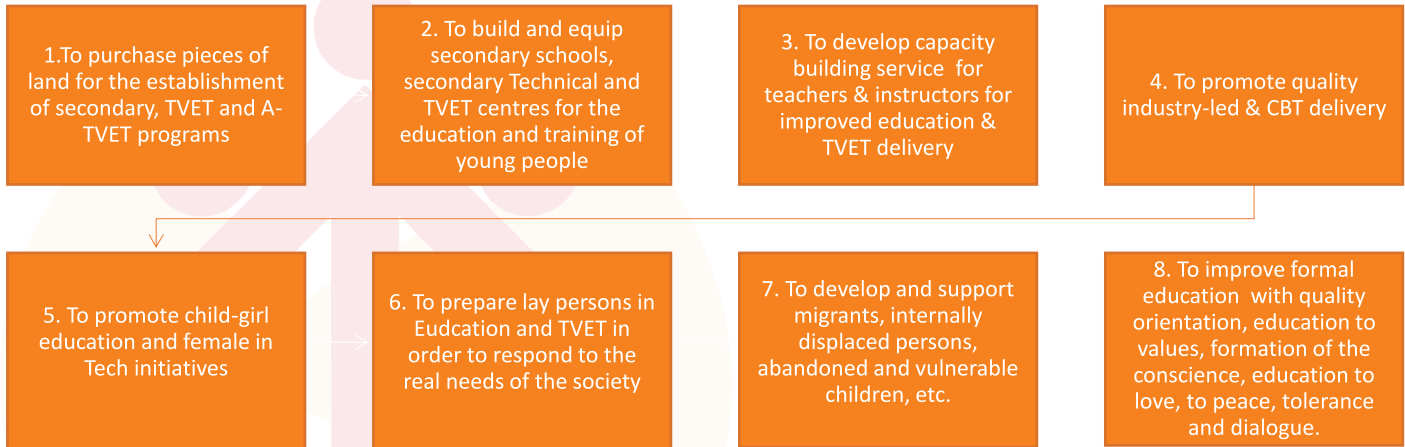 1.To purchase pieces of
land for the establishment
of secondary, TVET and A-
TVET programs
2. To build and equip
secondary schools,
secondary Technical and
TVET centres for the
education and training of
young people
3. To develop capacity
building service  for
teachers & instructors for
improved education &
TVET delivery
4. To promote quality
industry-led & CBT delivery
5. To promote child-girl
education and female in
Tech initiatives
6. To prepare lay persons in
Eudcation and TVET in
order to respond to the
real needs of the society
7. To develop and support
migrants, internally
displaced persons,
abandoned and vulnerable
children, etc.
8. To improve formal
education  with quality
orientation, education to
values, formation of the
conscience, education to
love, to peace, tolerance
and dialogue.